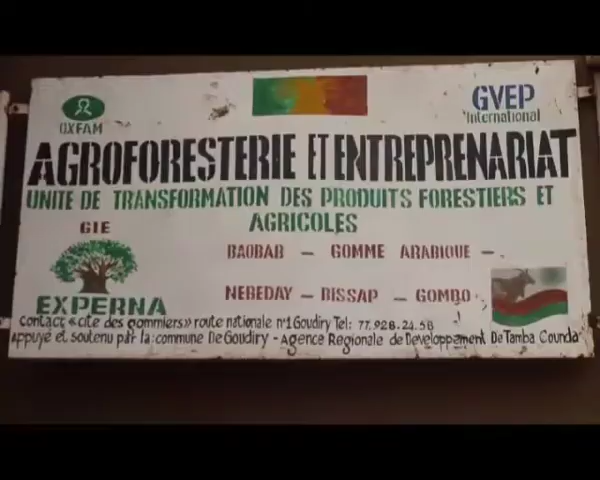 OXFAM
GVEP
International
AGROFORESTERIE ET ENTREPRENARIAT
UNITE DE TRANSFORMATION DES PRODUITS FORESTIERS ET
AGRICOLES
GIE
BAOBAB - GOMME ARABIQUE -
EXPERNA
NEBEDAY - BISSAP - GOMBO
contact «cite des gommiers» route nationale n°1 Goudiry Tel: 77.928.24.58
Appuyé et soutenu par la commune De Goudiry - Agence Regionale de Developpement De Tamba Counda